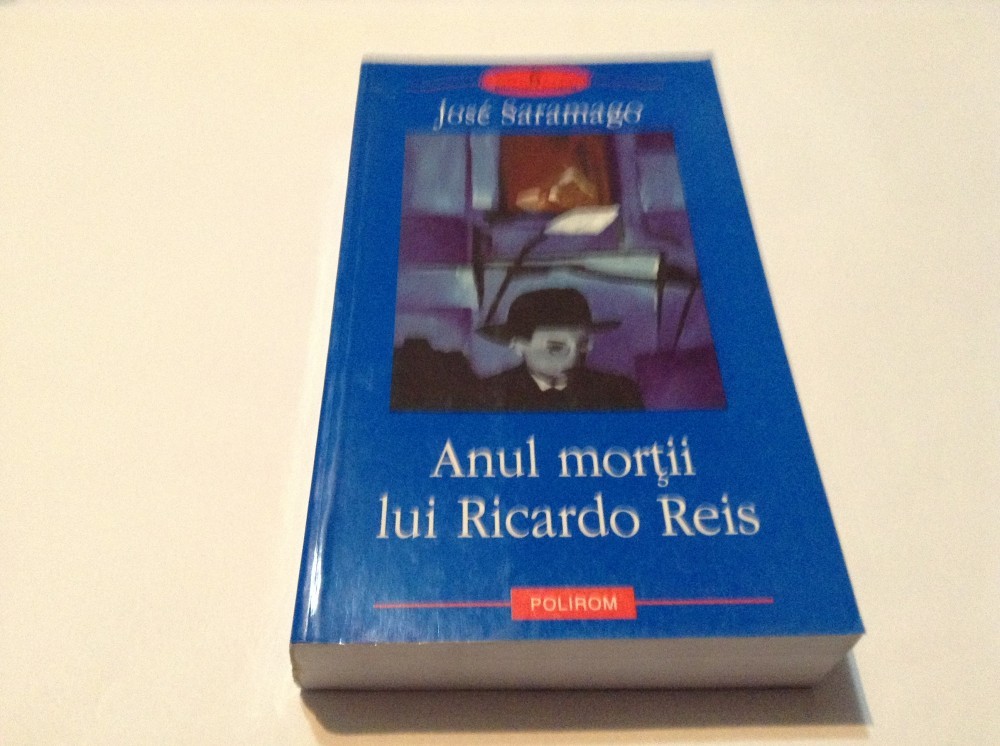 José Saramago
Anul morţii
lui Ricardo Reis
POLIROM